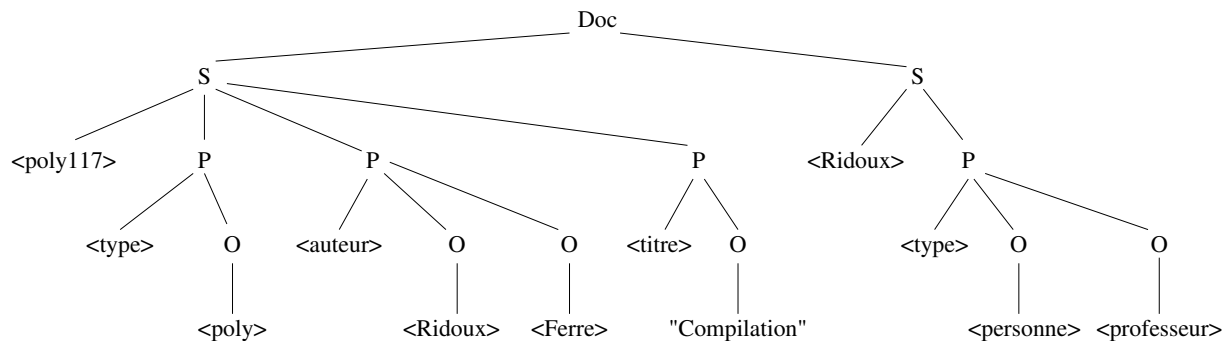 Doc
S S
<poly117> P P P <Ridoux> P
<type> O <auteur> O O <titre> O <type> O O
<poly> <Ridoux> <Ferre> "Compilation" <personne> <professeur>